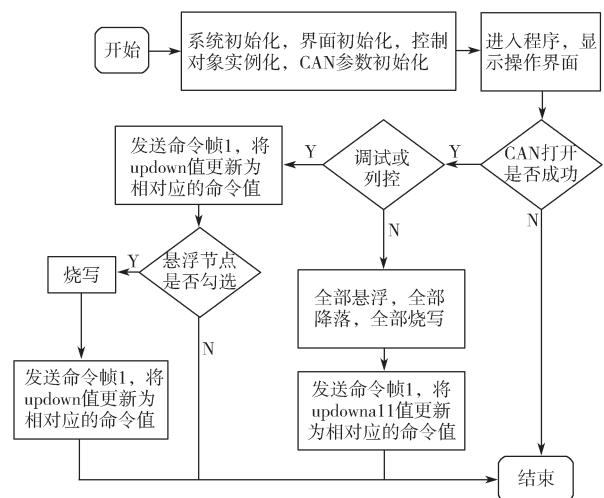 开始
系统初始化，界面初始化，控制
对象实例化，CAN参数初始化
进入程序，显
示操作界面
CAN打开
是否成功
Y
N
调试或
列控
Y
N
发送命令帧1，将
updown值更新为
相对应的命令值
悬浮节点
是否勾选
Y
N
烧写
发送命令帧1，将
updown值更新为
相对应的命令值
全部悬浮，全部
降落，全部烧写
发送命令帧1，将
updowna11值更新
为相对应的命令值
结束